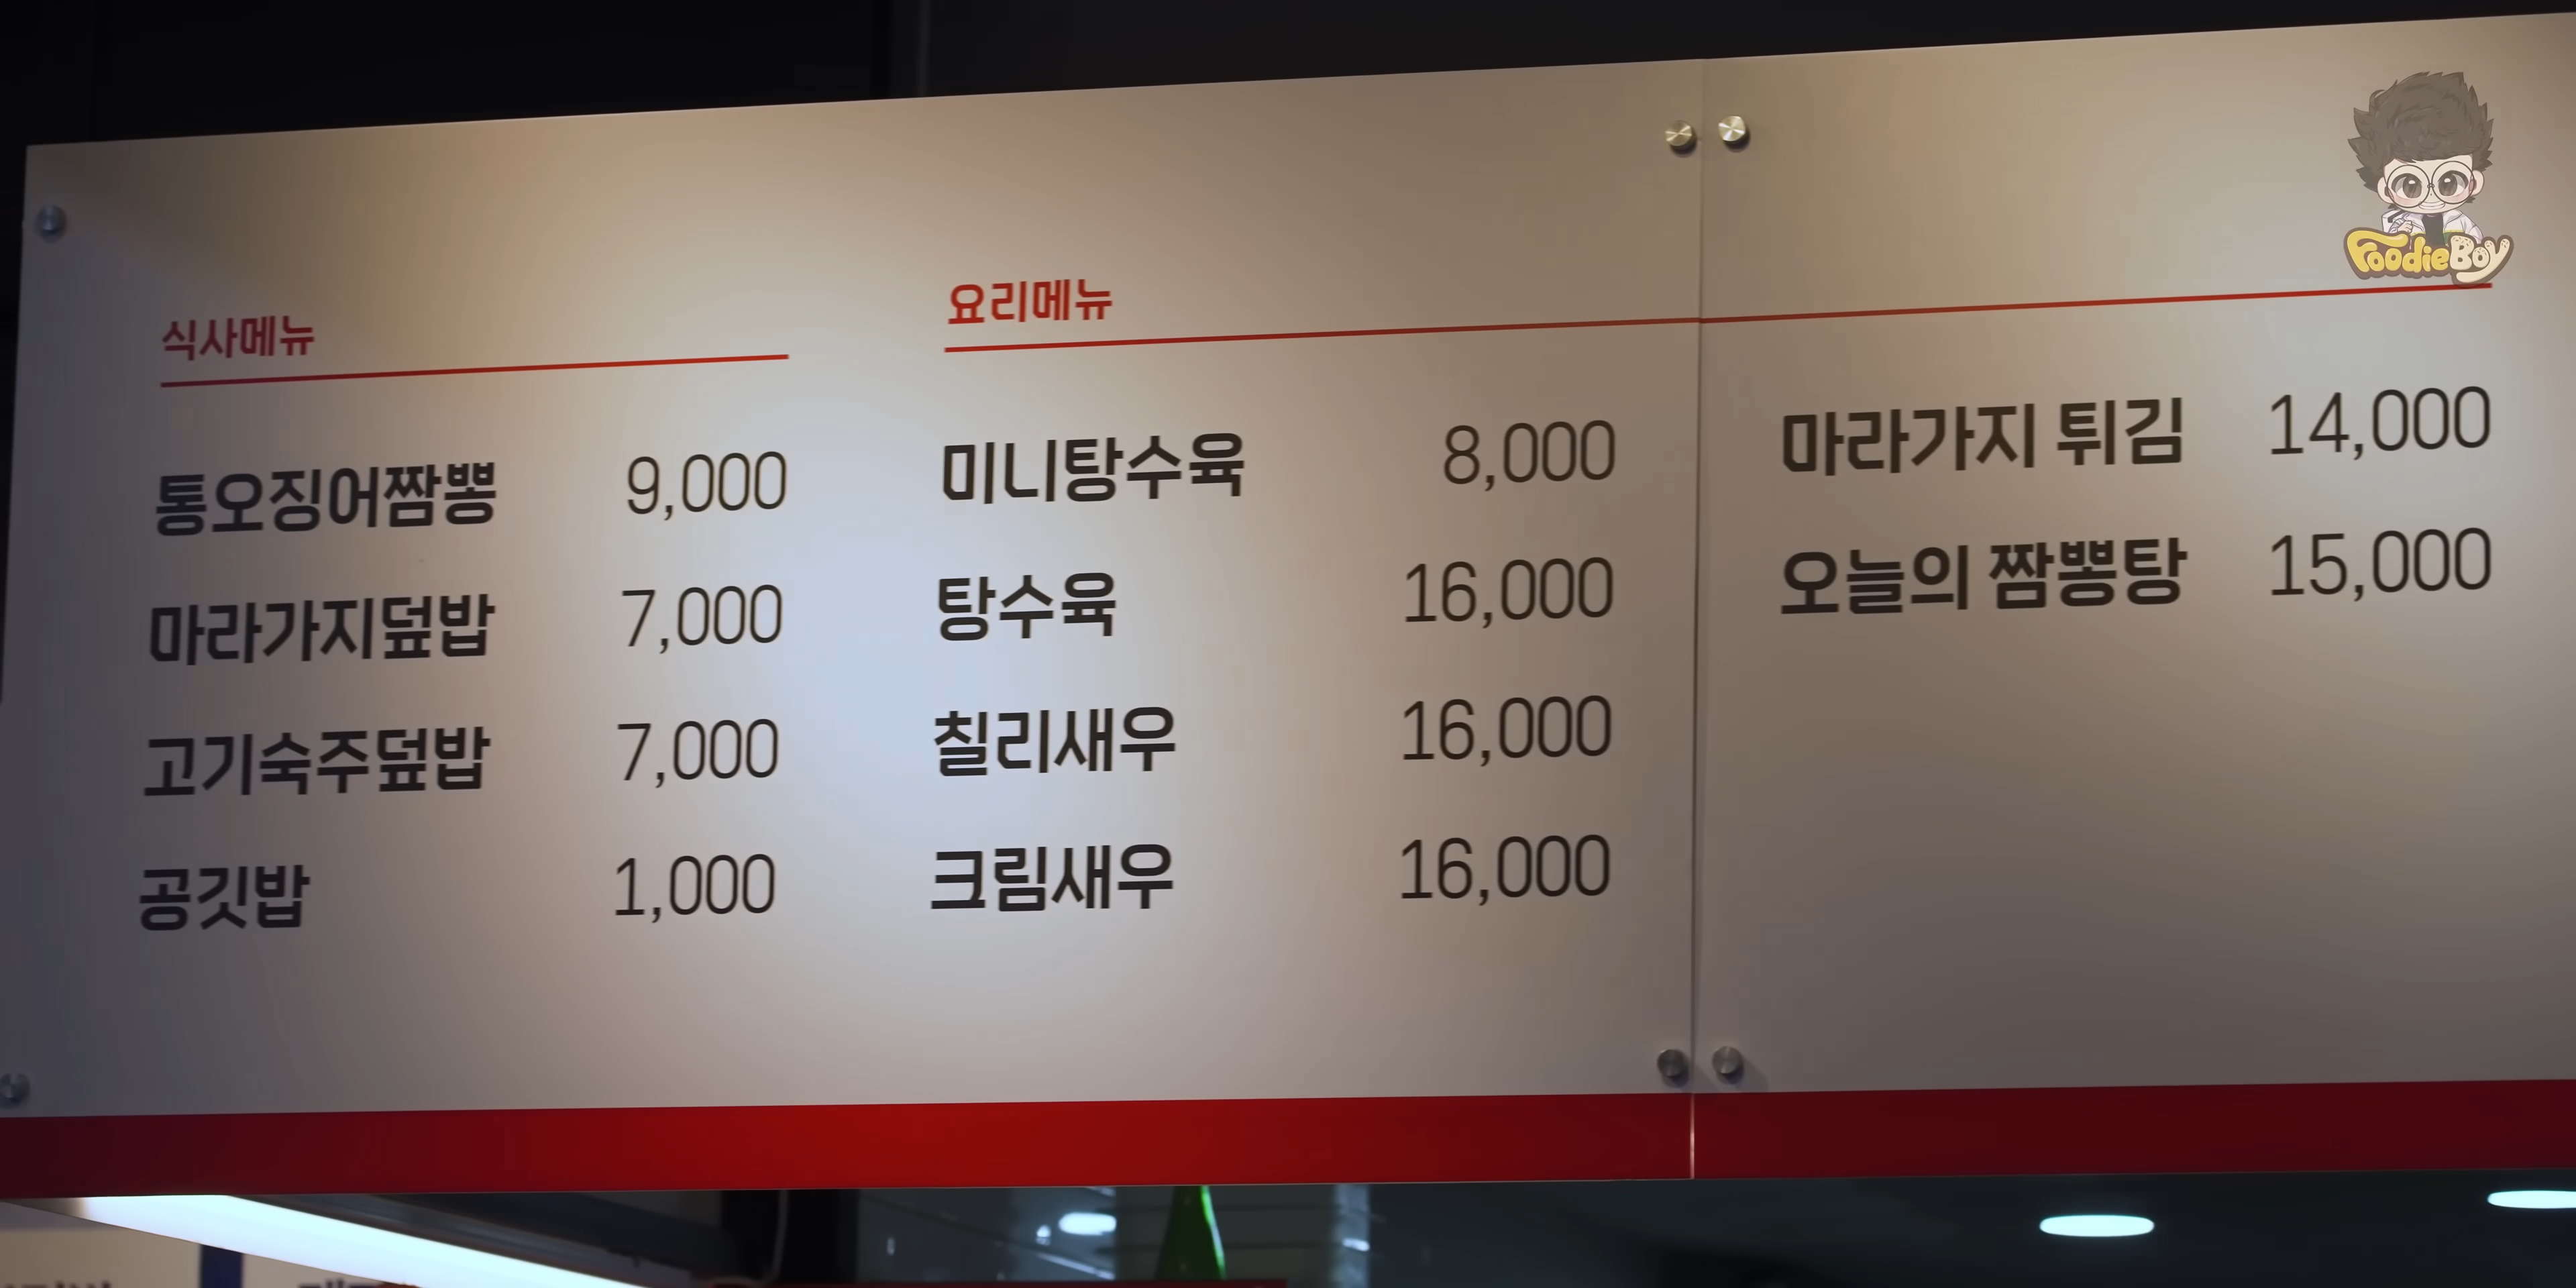 식사메뉴
통오징어짬뽕 9,000
마라가지덮밥 7,000
고기숙주덮밥 7,000
공깃밥 1,000
요리메뉴
미니탕수육 8,000
탕수육 16,000
칠리새우 16,000
크림새우 16,000
마라가지 튀김 14,000
오늘의 짬뽕탕 15,000
FoodieBoy